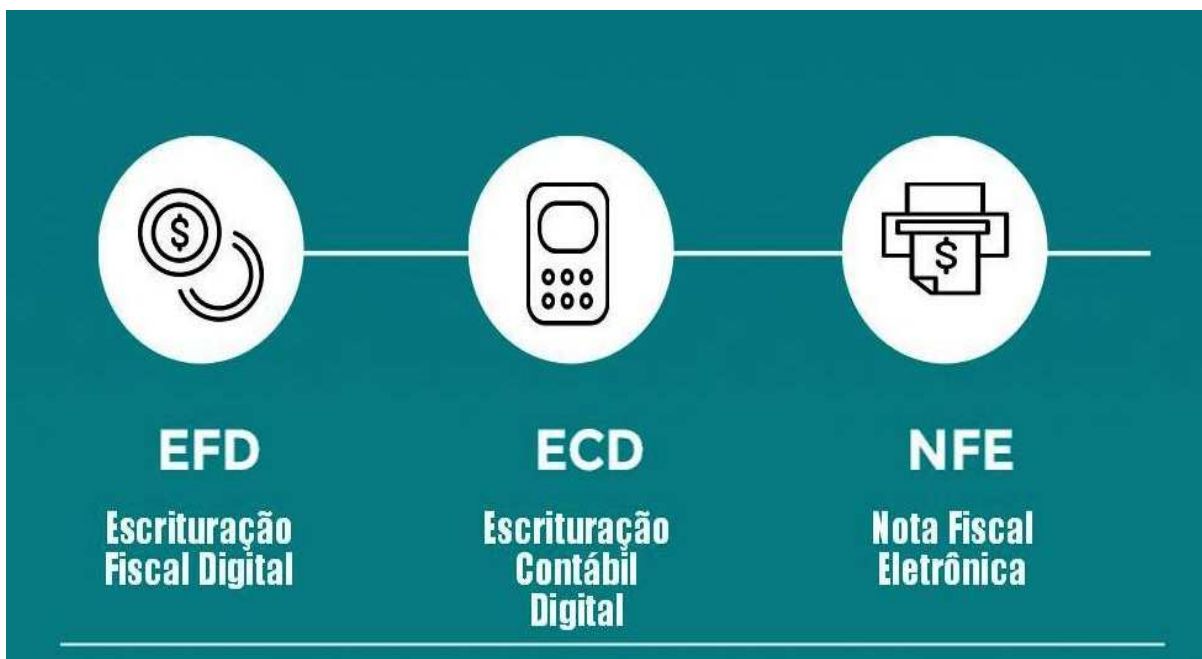 $
$
EFD
Escrituração
Fiscal Digital
ECD
Escrituração
Contábil
Digital
NFE
Nota Fiscal
Eletrônica